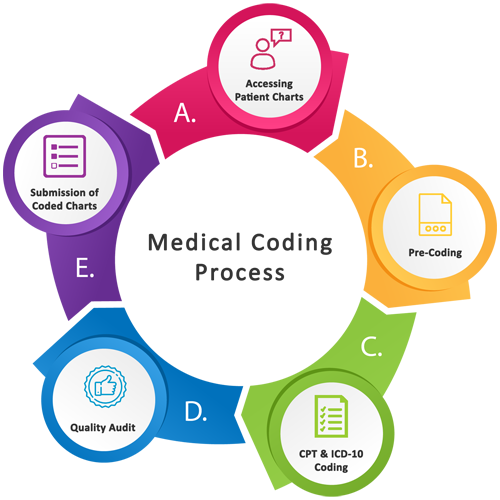 A.
Accessing
Patient Charts
B.
Pre-Coding
C.
CPT & ICD-10
Coding
D.
Quality Audit
E.
Submission of
Coded Charts
Medical Coding
Process
?